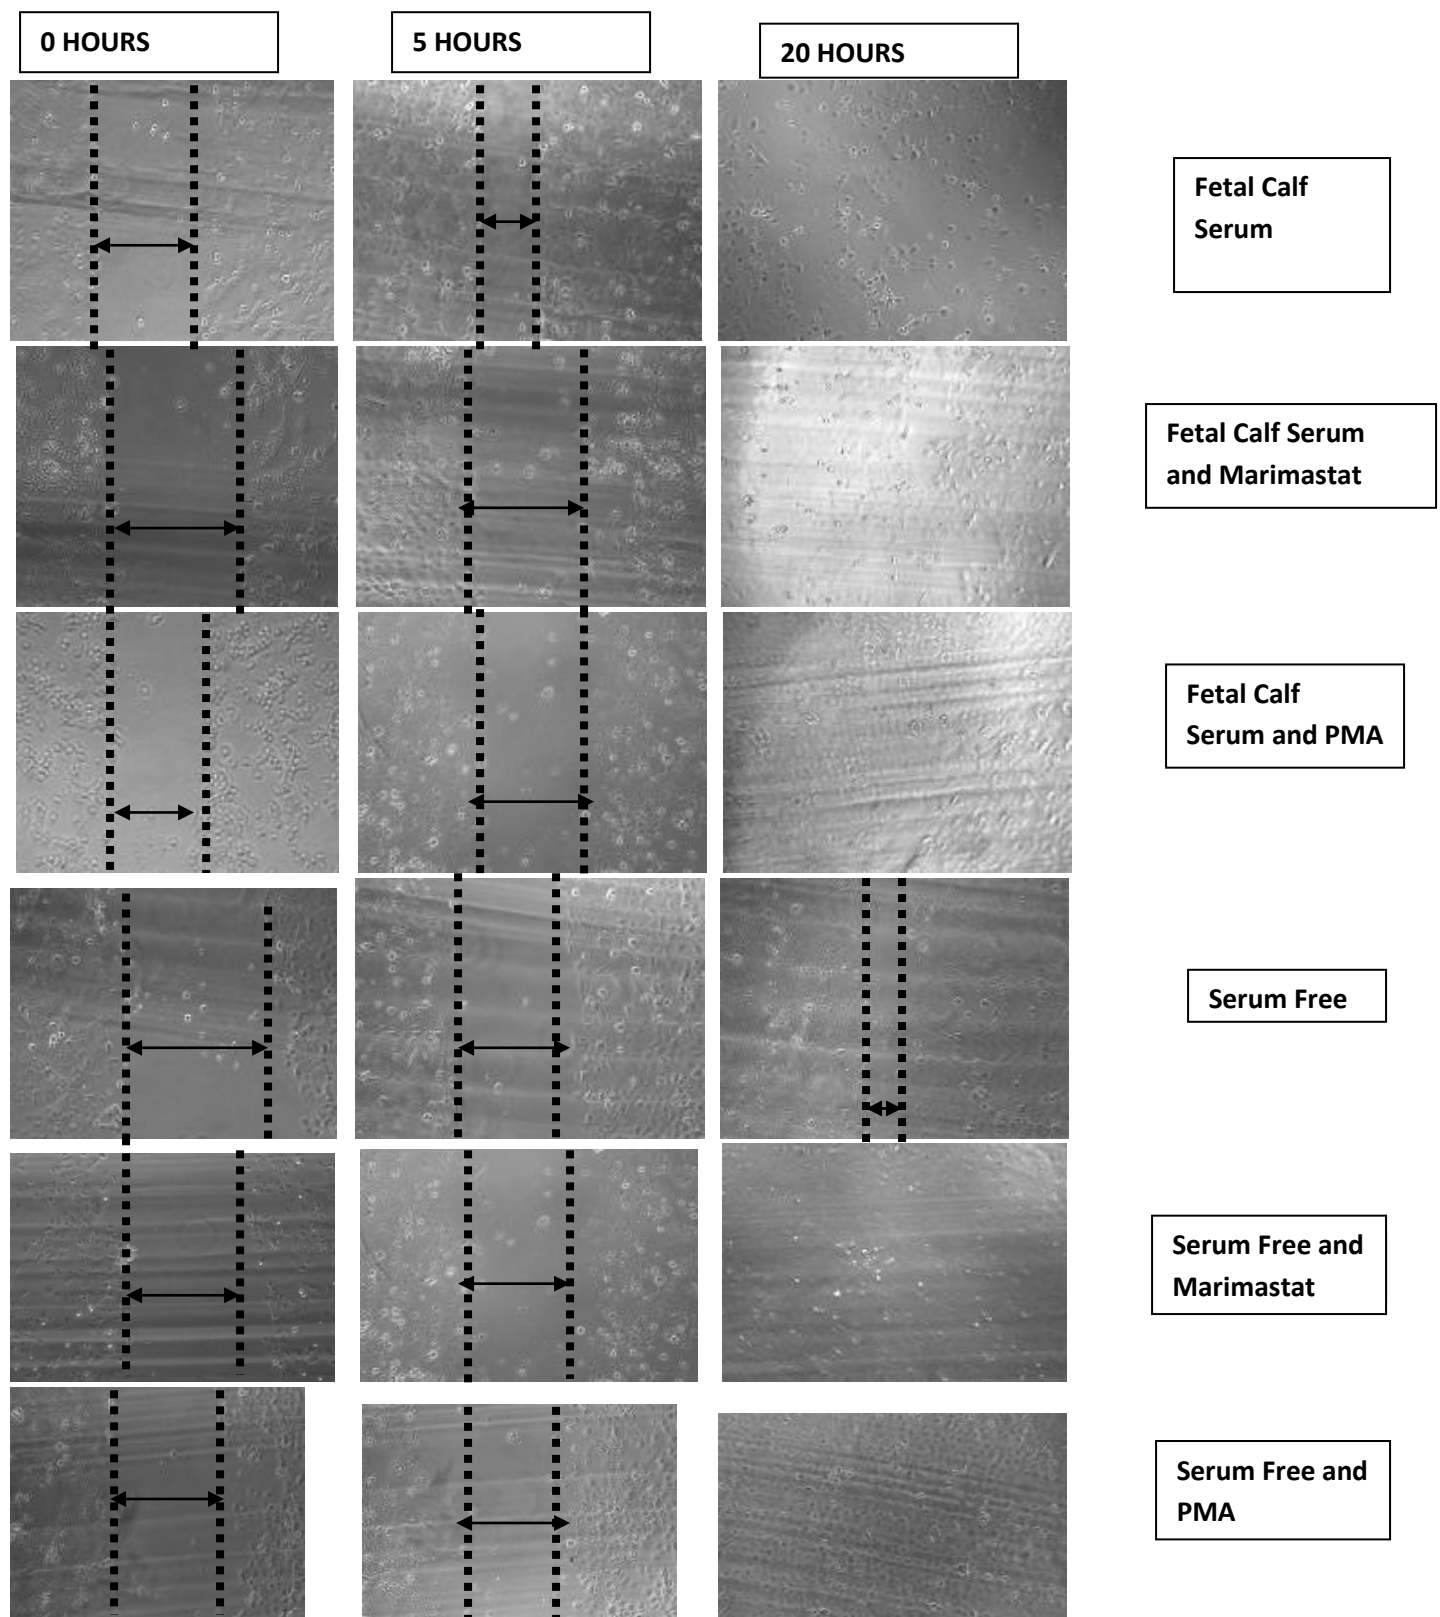 0 HOURS
5 HOURS
20 HOURS
Fetal Calf
Serum
Fetal Calf Serum
and Marimastat
Fetal Calf
Serum and PMA
Serum Free
Serum Free and
Marimastat
Serum Free and
PMA